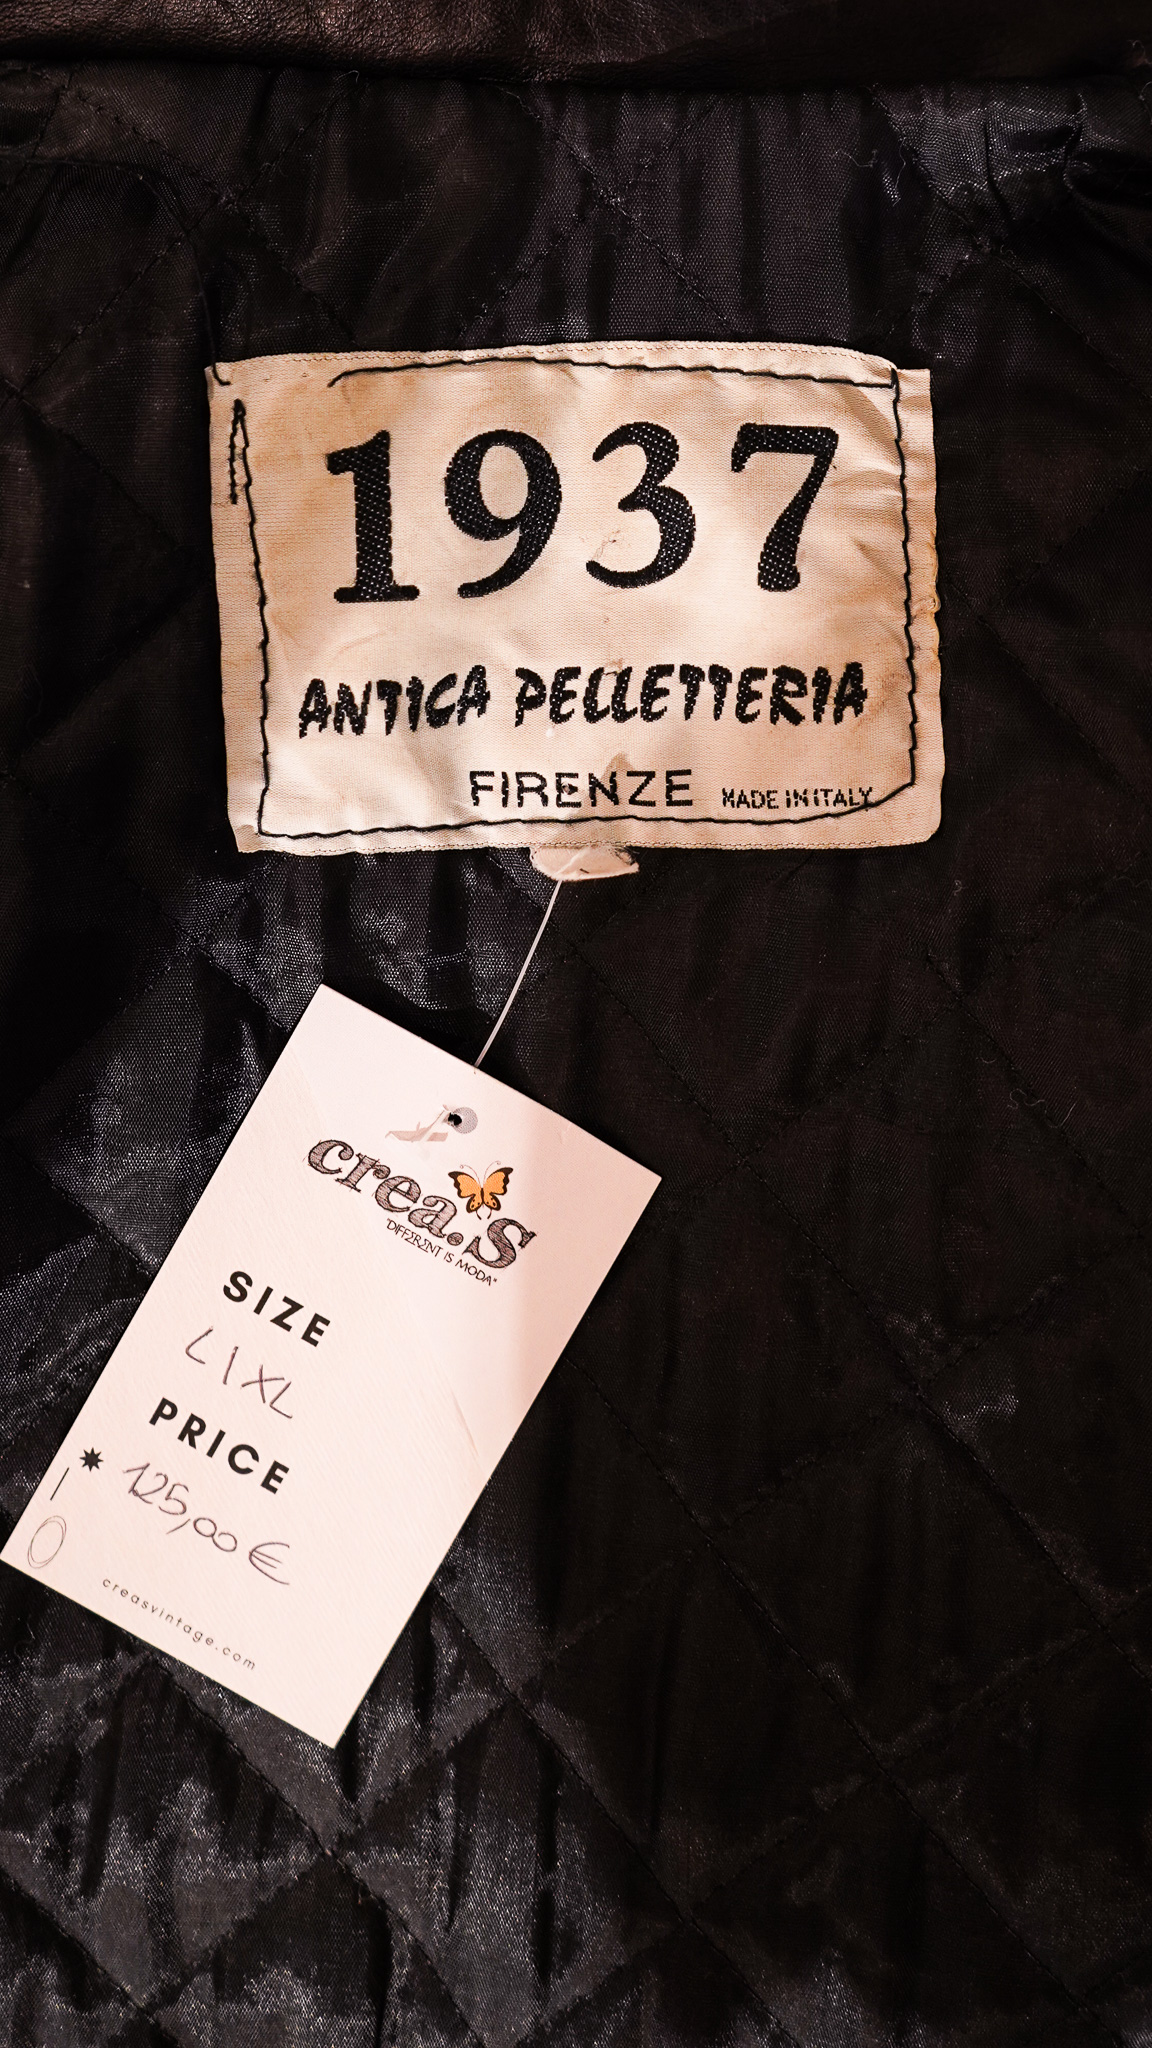 1937
ANTICA PELLETTERIA
FIRENZE MADE IN ITALY
crea.S
"DIFFERENT IS MODA"
SIZE
L I XL
PRICE
125,00 €
creasvintage.com